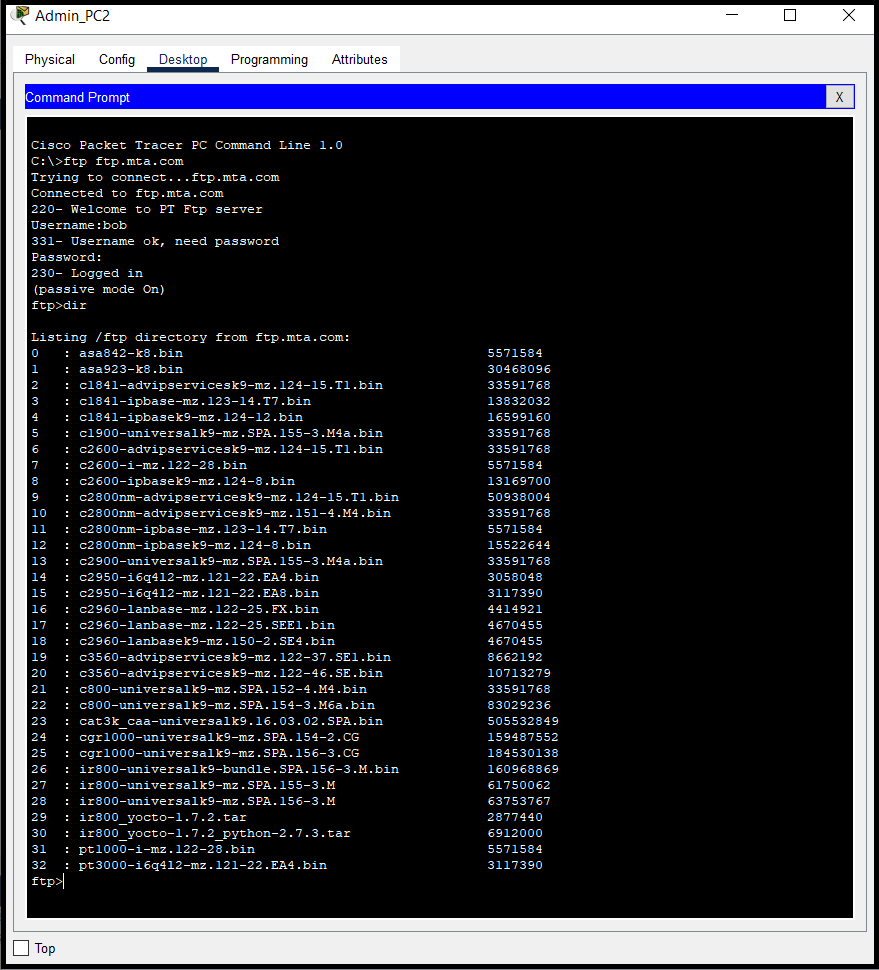 Admin_PC2
Physical Config Desktop Programming Attributes
Command Prompt X
Cisco Packet Tracer PC Command Line 1.0
C:\>ftp ftp.mta.com
Trying to connect...ftp.mta.com
Connected to ftp.mta.com
220- Welcome to PT Ftp server
Username:bob
331- Username ok, need password
Password:
230- Logged in
(passive mode On)
ftp>dir
Listing /ftp directory from ftp.mta.com:
0 : asa842-k8.bin 5571584
1 : asa923-k8.bin 30468096
2 : c1841-advipservicesk9-mz.124-15.T1.bin 33591768
3 : c1841-ipbase-mz.123-14.T7.bin 13832032
4 : c1841-ipbasek9-mz.124-12.bin 16599160
5 : c1900-universalk9-mz.SPA.155-3.M4a.bin 33591768
6 : c2600-advipservicesk9-mz.124-15.T1.bin 33591768
7 : c2600-i-mz.122-28.bin 5571584
8 : c2600-ipbasek9-mz.124-8.bin 13169700
9 : c2800nm-advipservicesk9-mz.124-15.T1.bin 50938004
10 : c2800nm-advipservicesk9-mz.151-4.M4.bin 33591768
11 : c2800nm-ipbase-mz.123-14.T7.bin 5571584
12 : c2800nm-ipbasek9-mz.124-8.bin 15522644
13 : c2900-universalk9-mz.SPA.155-3.M4a.bin 33591768
14 : c2950-i6q4l2-mz.121-22.EA4.bin 3058048
15 : c2950-i6q4l2-mz.121-22.EA8.bin 3117390
16 : c2960-lanbase-mz.122-25.FX.bin 4414921
17 : c2960-lanbase-mz.122-25.SEE1.bin 4670455
18 : c2960-lanbasek9-mz.150-2.SE4.bin 4670455
19 : c3560-advipservicesk9-mz.122-37.SE1.bin 8662192
20 : c3560-advipservicesk9-mz.122-46.SE.bin 10713279
21 : c800-universalk9-mz.SPA.152-4.M4.bin 33591768
22 : c800-universalk9-mz.SPA.154-3.M6a.bin 83029236
23 : cat3k_caa-universalk9.16.03.02.SPA.bin 505532849
24 : cgr1000-universalk9-mz.SPA.154-2.CG 159487552
25 : cgr1000-universalk9-mz.SPA.156-3.CG 184530138
26 : ir800-universalk9-bundle.SPA.156-3.M.bin 160968869
27 : ir800-universalk9-mz.SPA.155-3.M 61750062
28 : ir800-universalk9-mz.SPA.156-3.M 63753767
29 : ir800_yocto-1.7.2.tar 2877440
30 : ir800_yocto-1.7.2_python-2.7.3.tar 6912000
31 : pt1000-i-mz.122-28.bin 5571584
32 : pt3000-i6q4l2-mz.121-22.EA4.bin 3117390
ftp>
Top